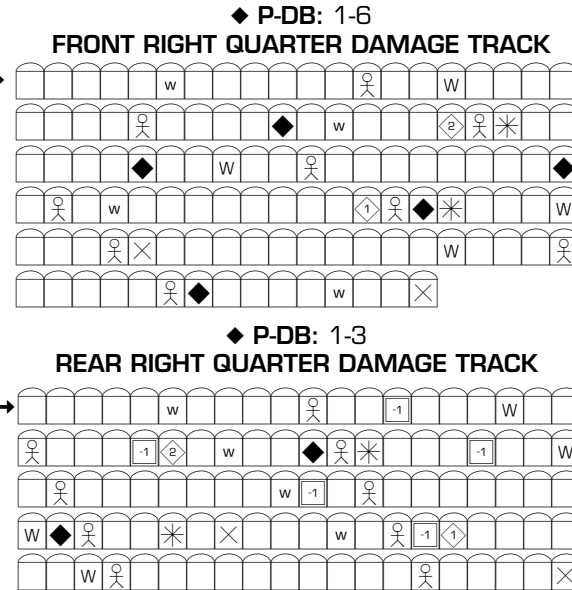 ◆ P-DB: 1-6
FRONT RIGHT QUARTER DAMAGE TRACK
w W
w 2
W
w 1 W
W
w
◆ P-DB: 1-3
REAR RIGHT QUARTER DAMAGE TRACK
w -1 W
-1 2 w -1 W
w -1
W w -1 1
W